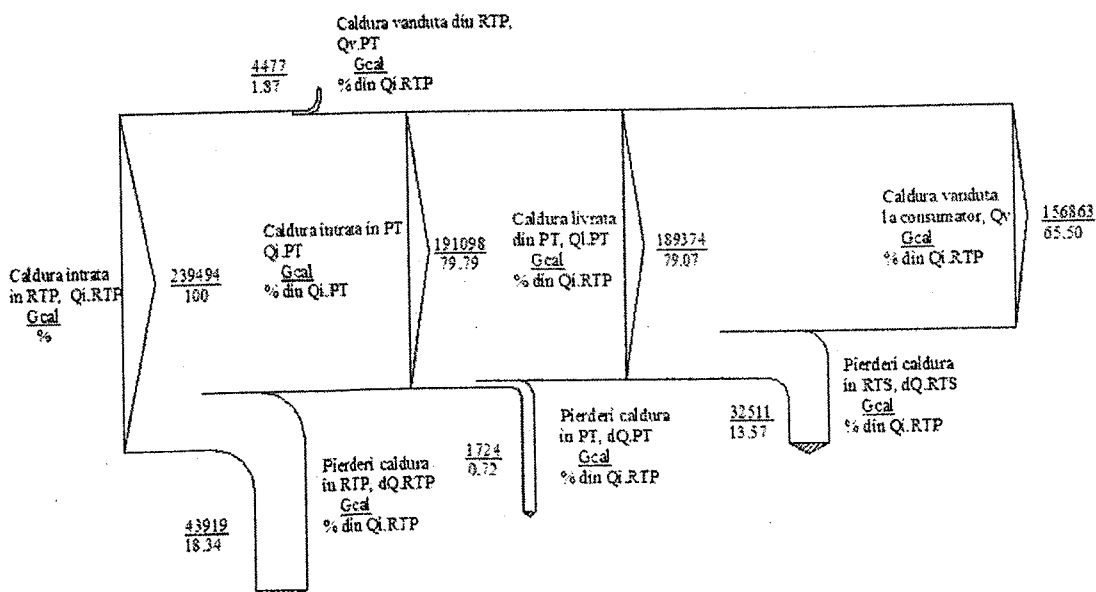 Caldura vanduta din RTP,
Qv.PT
Gcal
% din Qi.RTP
4477
1.87
Caldura intrata
in RTP, Qi.RTP
Gcal
%
239494
100
Caldura intrata in PT
Qi.PT
Gcal
% din Qi.PT
191098
79.79
Caldura livrata
din PT, Ql.PT
Gcal
% din Qi.RTP
189374
79.07
Caldura vanduta
la consumator, Qv
Gcal
% din Qi.RTP
156863
65.50
Pierderi caldura
in RTP, dQ.RTP
Gcal
% din Qi.RTP
43919
18.34
Pierderi caldura
in PT, dQ.PT
Gcal
% din Qi.RTP
1724
0.72
Pierderi caldura
in RTS, dQ.RTS
Gcal
% din Qi.RTP
32511
13.57